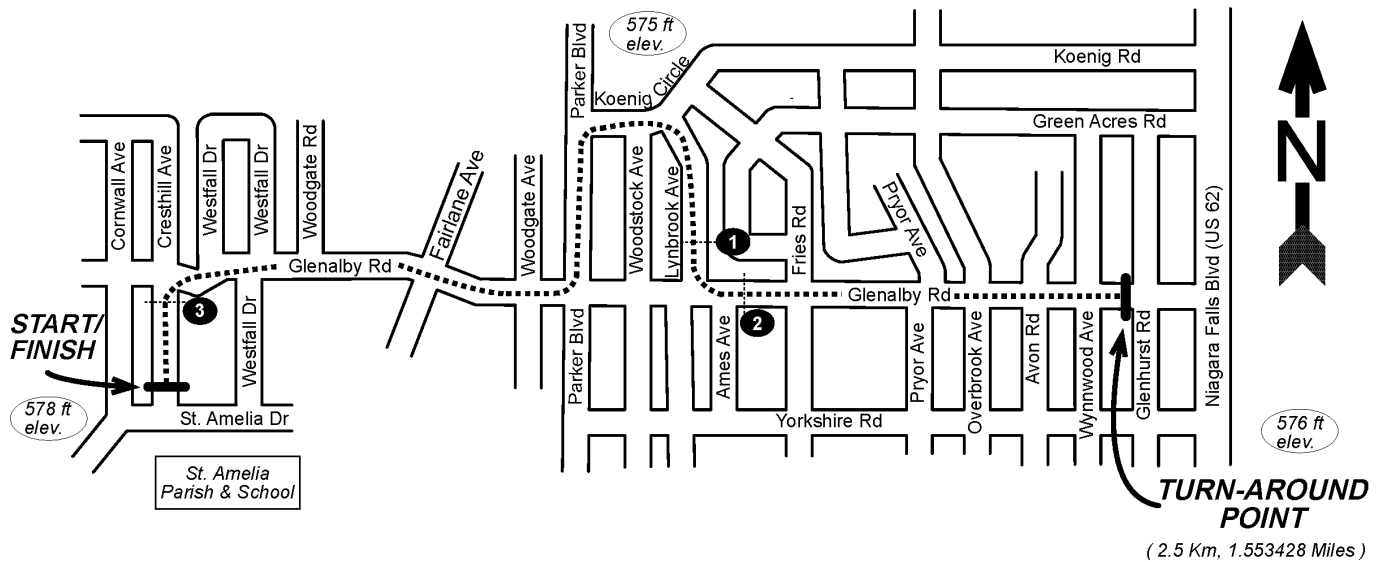 575 ft
elev.
Parker Blvd
Koenig Circle
Koenig Rd
Green Acres Rd
N
Cornwall Ave
Cresthill Ave
Westfall Dr
Westfall Dr
Woodgate Rd
Fairlane Ave
Woodgate Ave
Woodstock Ave
Lynbrook Ave
1
Fries Rd
Pryor Ave
Niagara Falls Blvd (US 62)
Glenalby Rd
Glenalby Rd
3
2
START/
FINISH
Westfall Dr
Parker Blvd
Ames Ave
Pryor Ave
Overbrook Ave
Avon Rd
Wynnwood Ave
Glenhurst Rd
578 ft
elev.
St. Amelia Dr
Yorkshire Rd
576 ft
elev.
St. Amelia
Parish & School
TURN-AROUND
POINT
( 2.5 Km, 1.553428 Miles )